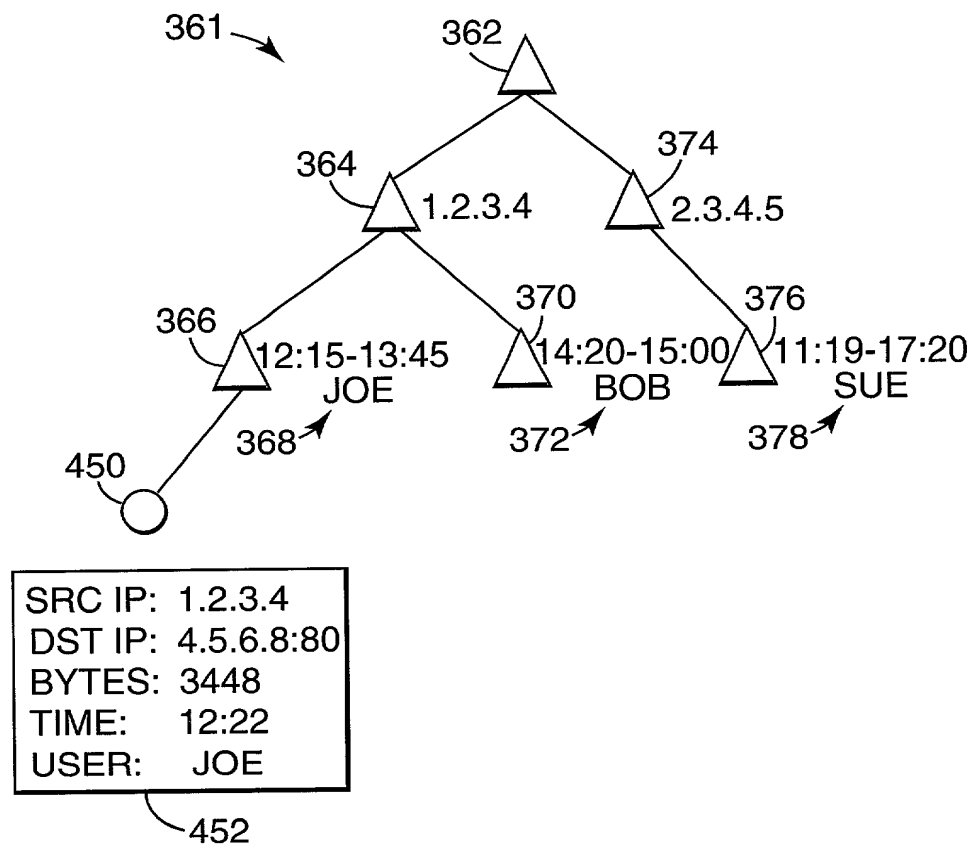 361
362
364
1.2.3.4
374
2.3.4.5
366
12:15-13:45
JOE
368
370
14:20-15:00
BOB
372
376
11:19-17:20
SUE
378
450
SRC IP: 1.2.3.4
DST IP: 4.5.6.8:80
BYTES: 3448
TIME: 12:22
USER: JOE
452